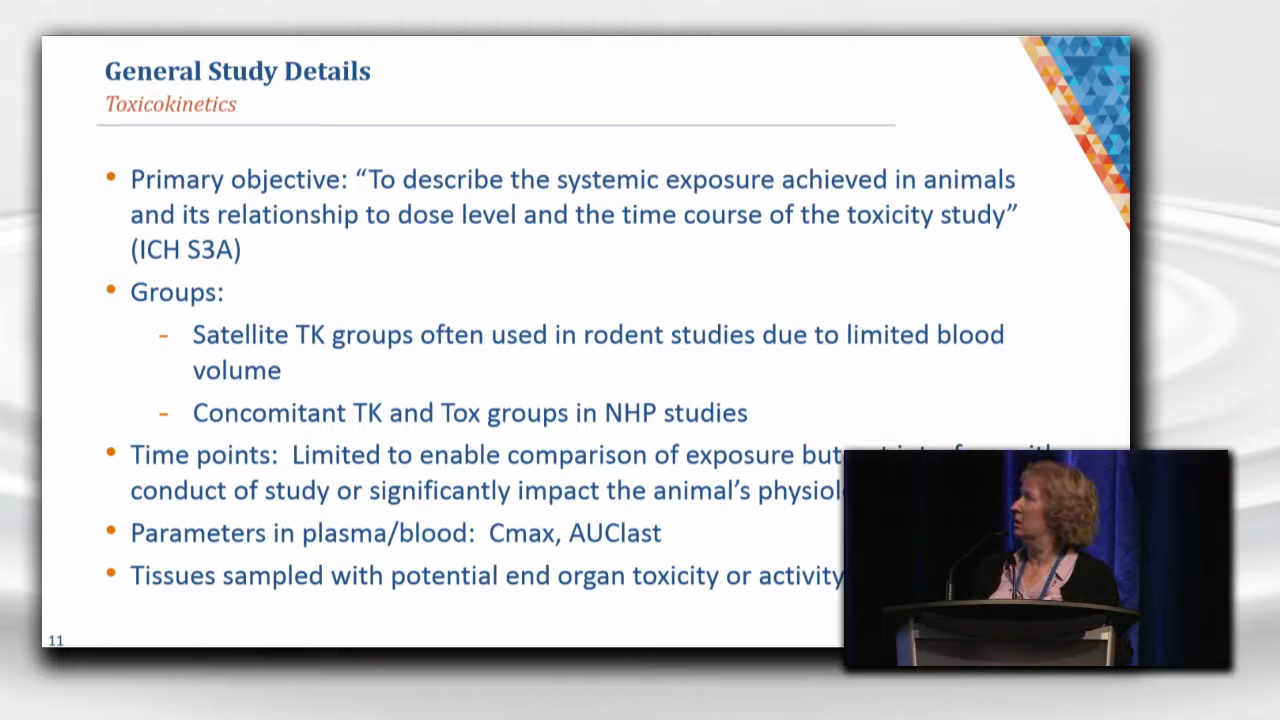 General Study Details
Toxicokinetics
• Primary objective: “To describe the systemic exposure achieved in animals
and its relationship to dose level and the time course of the toxicity study”
(ICH S3A)
• Groups:
- Satellite TK groups often used in rodent studies due to limited blood
volume
- Concomitant TK and Tox groups in NHP studies
• Time points: Limited to enable comparison of exposure but
conduct of study or significantly impact the animal’s
• Parameters in plasma/blood: Cmax, AUClast
• Tissues sampled with potential end organ toxicity or activity
11